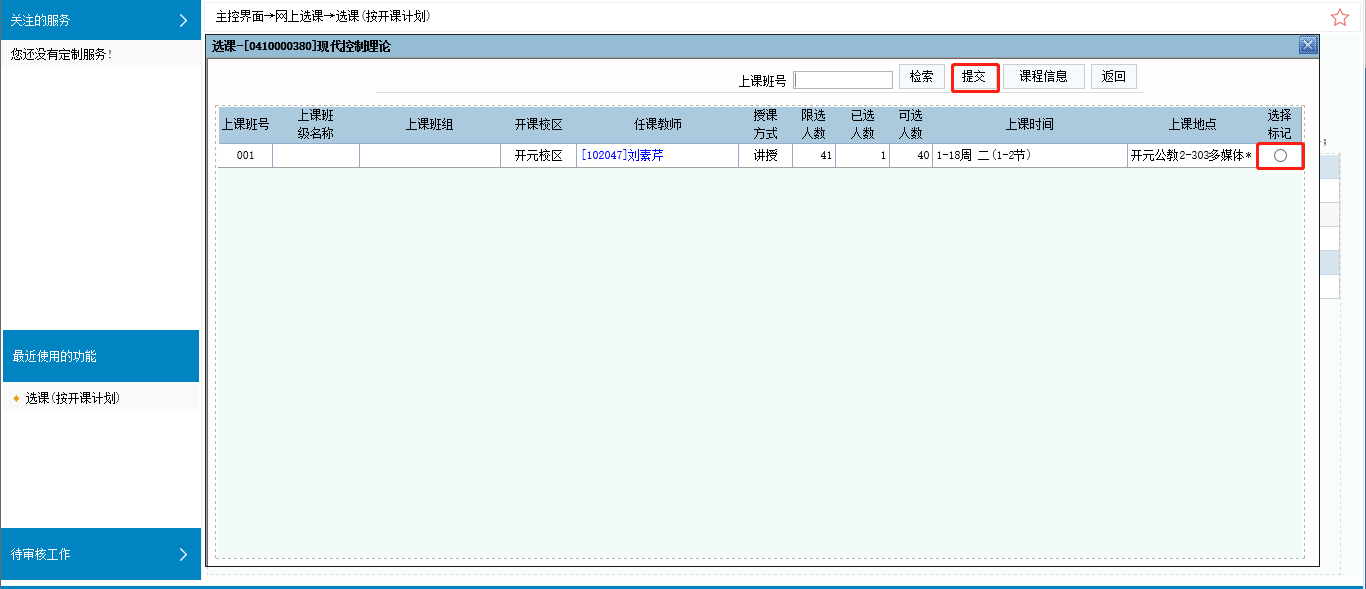 关注的服务
您还没有定制服务！
最近使用的功能
选课(按开课计划)
待审核工作
主控界面→网上选课→选课(按开课计划)
选课-[0410000380]现代控制理论
上课班号 检索 提交 课程信息 返回
上课班号 上课班级名称 上课班组 开课校区 任课教师 授课方式 限选人数 已选人数 可选人数 上课时间 上课地点 选择标记
001 开元校区 [102047]刘素芹 讲授 41 1 40 1-18周 二(1-2节) 开元公教2-303多媒体*